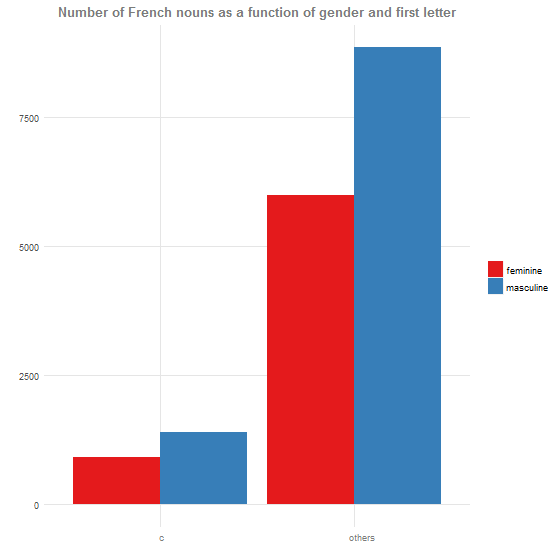 Number of French nouns as a function of gender and first letter
7500
5000
2500
0
feminine
masculine
c
others